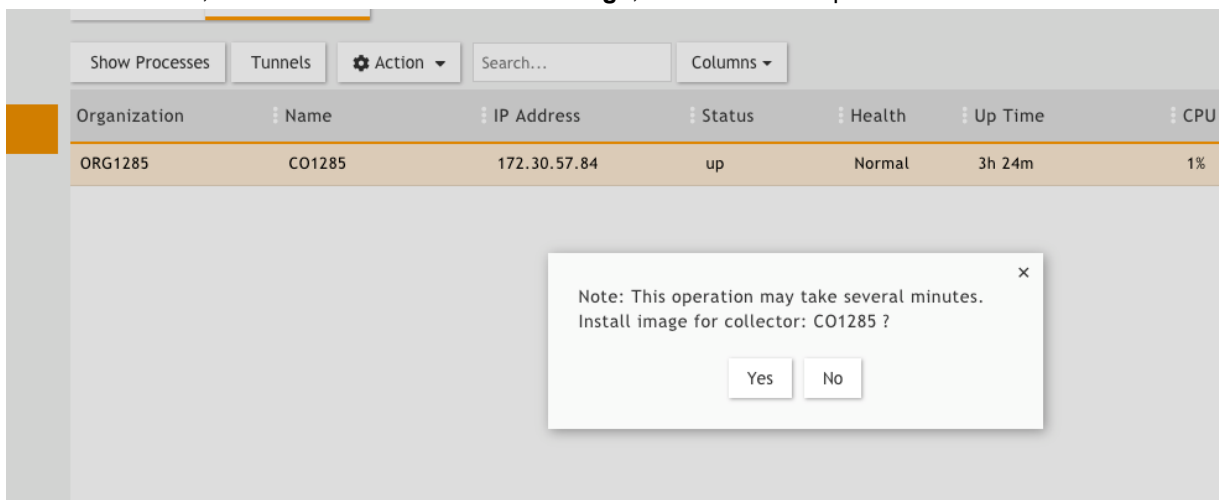 Show Processes Tunnels Action Search... Columns
Organization Name IP Address Status Health Up Time CPU
ORG1285 CO1285 172.30.57.84 up Normal 3h 24m 1%
×
Note: This operation may take several minutes.
Install image for collector: CO1285 ?
Yes No